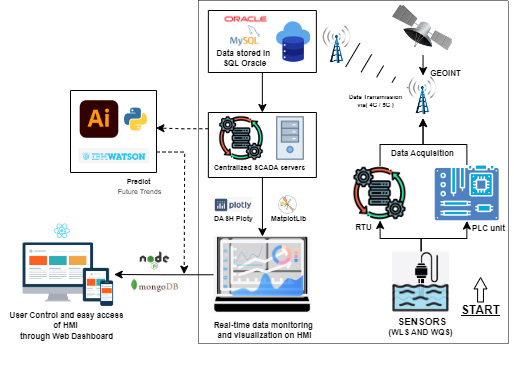 ORACLE
MySQL
Data stored in
SQL Oracle
GEOINT
Data Transmission
via( 4G / 5G )
Ai
IBM WATSON
Predict
Future Trends
Centralized SCADA servers
Data Acquisition
RTU
PLC unit
plotly
DASH Ploty
MatplotLib
node
JS
mongoDB
User Control and easy access
of HMI
through Web Dashboard
Real-time data monitoring
and visualization on HMI
SENSORS
(WLS AND WQS)
START